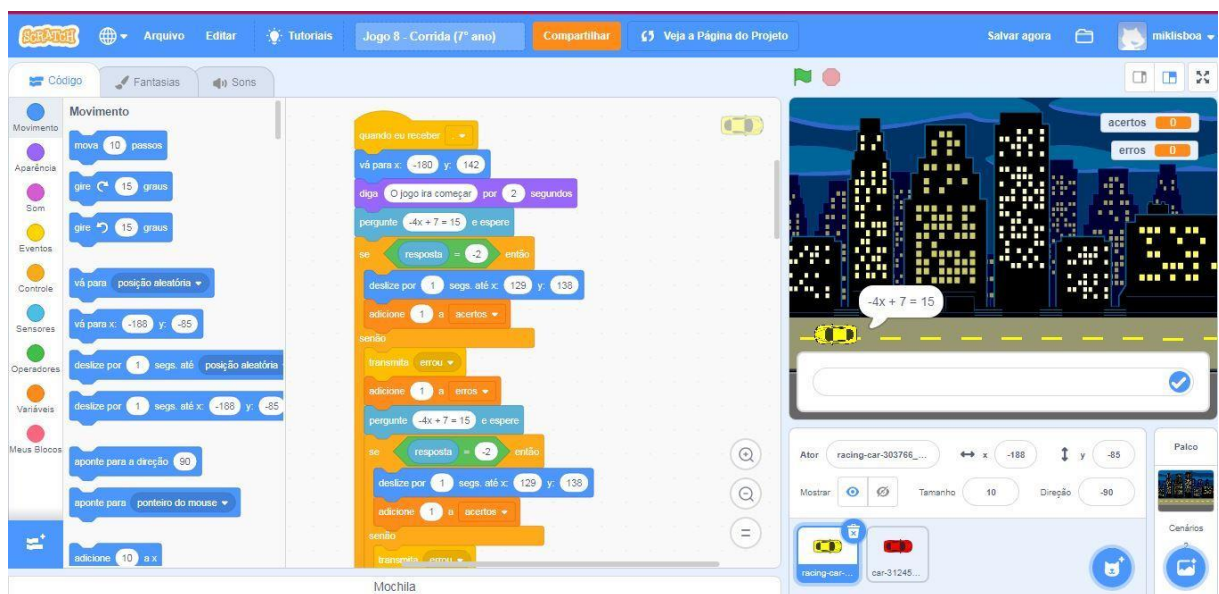 SCRATCH Arquivo Editar Tutoriais Jogo 8 - Corrida (7° ano) Compartilhar Veja a Página do Projeto Salvar agora miklisboa
Código Fantasias Sons
Movimento
Aparência
Som
Eventos
Controle
Sensores
Operadores
Variáveis
Meus Blocos
Movimento
mova 10 passos
gire 15 graus
gire 15 graus
vá para posição aleatória
vá para x: -188 y: -85
deslize por 1 segs. até posição aleatória
deslize por 1 segs. até x: -188 y: -85
aponte para a direção 90
aponte para ponteiro do mouse
adicione 10 a x
quando eu receber
vá para x: -180 y: 142
diga O jogo ira começar por 2 segundos
pergunte -4x + 7 = 15 e espere
se resposta = -2 então
deslize por 1 segs. até x: 129 y: 138
adicione 1 a acertos
senão
transmita errou
adicione 1 a erros
pergunte -4x + 7 = 15 e espere
se resposta = -2 então
deslize por 1 segs. até x: 129 y: 138
adicione 1 a acertos
senão
transmita errou
acertos 0
erros 0
-4x + 7 = 15
Ator racing-car-303766_... x -188 y -85
Mostrar Tamanho 10 Direção -90
racing-car-... car-31245...
Palco
Cenários
Mochila